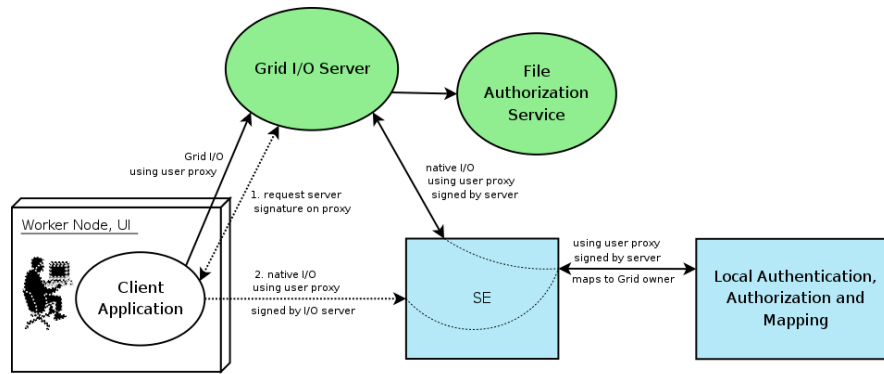 Grid I/O Server
File
Authorization
Service
Grid I/O
using user proxy
native I/O
using user proxy
signed by server
1. request server
signature on proxy
Worker Node, UI
Client
Application
2. native I/O
using user proxy
signed by I/O server
SE
using user proxy
signed by server
maps to Grid owner
Local Authentication,
Authorization and
Mapping